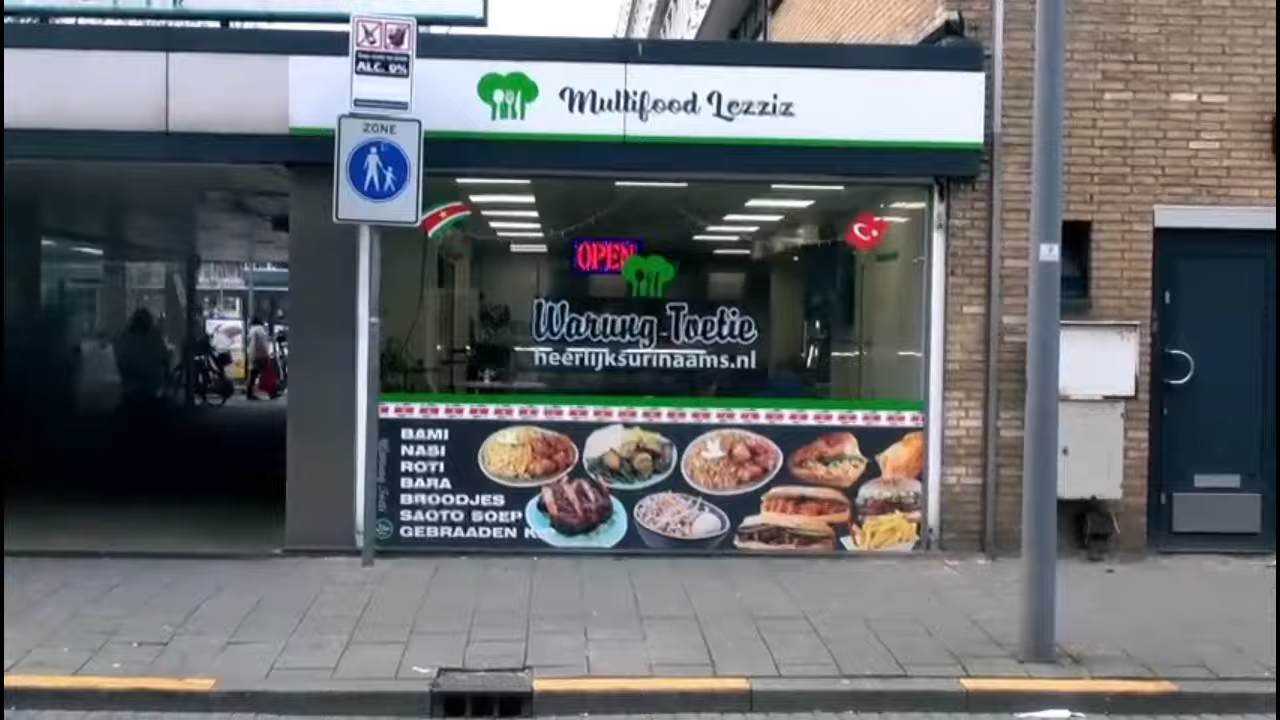 ALC. 0%
Multifood Lezziz
ZONE
OPEN
Warung Toetie
heerlijksurinaams.nl
BAMI
NASI
ROTI
BARA
BROODJES
SAOTO SOEP
GEBRAADEN K